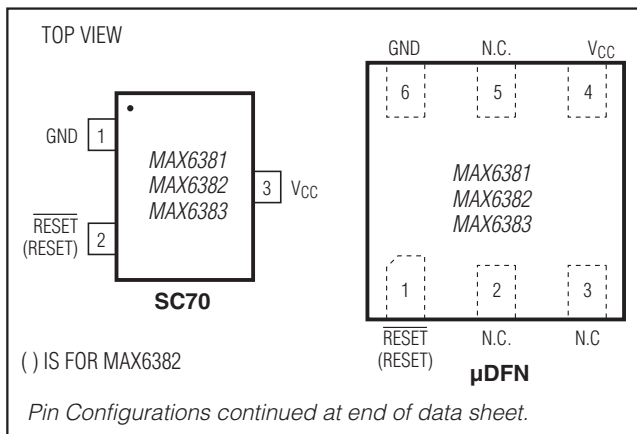 TOP VIEW
GND
1
MAX6381
MAX6382
MAX6383
3
VCC
RESET
(RESET)
2
SC70
( ) IS FOR MAX6382
GND
N.C.
VCC
6
5
4
MAX6381
MAX6382
MAX6383
1
2
3
RESET
(RESET)
N.C.
N.C
µDFN
Pin Configurations continued at end of data sheet.